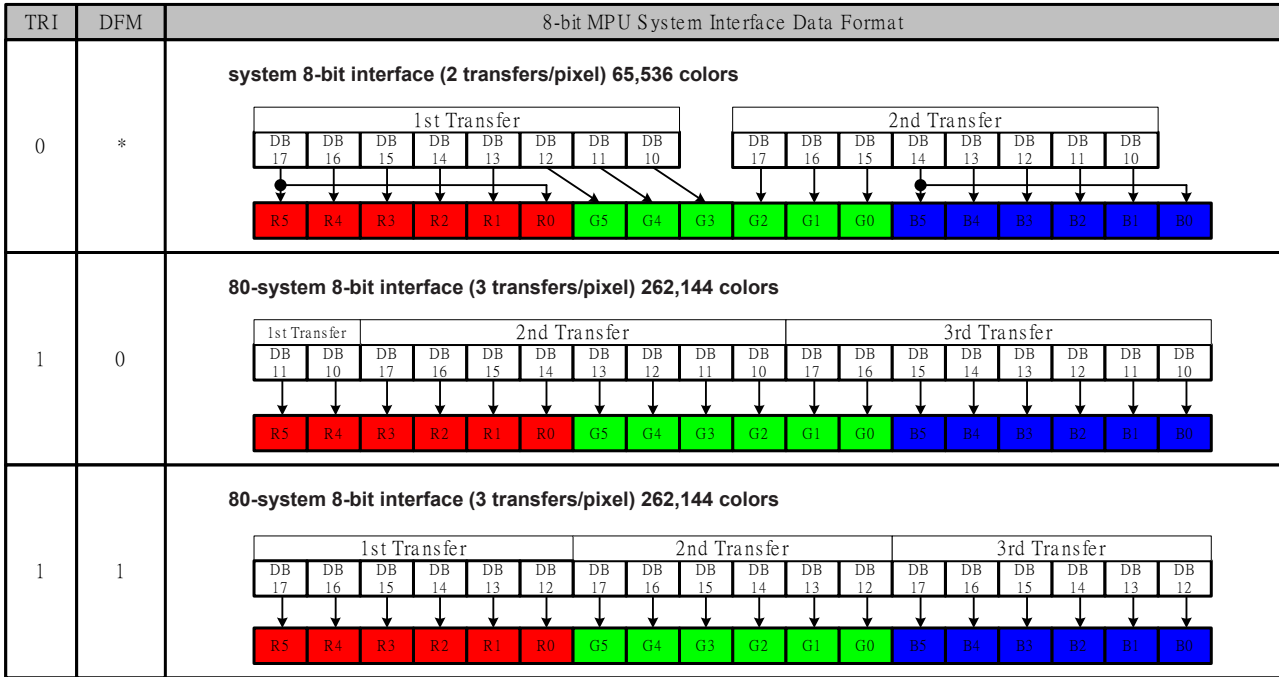 TRI DFM 8-bit MPU System Interface Data Format
system 8-bit interface (2 transfers/pixel) 65,536 colors
1st Transfer 2nd Transfer
DB DB DB DB DB DB DB DB DB DB DB DB DB DB DB DB
17 16 15 14 13 12 11 10 17 16 15 14 13 12 11 10
0 *
R5 R4 R3 R2 R1 R0 G5 G4 G3 G2 G1 G0 B5 B4 B3 B2 B1 B0
80-system 8-bit interface (3 transfers/pixel) 262,144 colors
1st Transfer 2nd Transfer 3rd Transfer
DB DB DB DB DB DB DB DB DB DB DB DB DB DB DB DB DB DB
11 10 17 16 15 14 13 12 11 10 17 16 15 14 13 12 11 10
1 0
R5 R4 R3 R2 R1 R0 G5 G4 G3 G2 G1 G0 B5 B4 B3 B2 B1 B0
80-system 8-bit interface (3 transfers/pixel) 262,144 colors
1st Transfer 2nd Transfer 3rd Transfer
DB DB DB DB DB DB DB DB DB DB DB DB DB DB DB DB DB DB
17 16 15 14 13 12 17 16 15 14 13 12 17 16 15 14 13 12
1 1
R5 R4 R3 R2 R1 R0 G5 G4 G3 G2 G1 G0 B5 B4 B3 B2 B1 B0